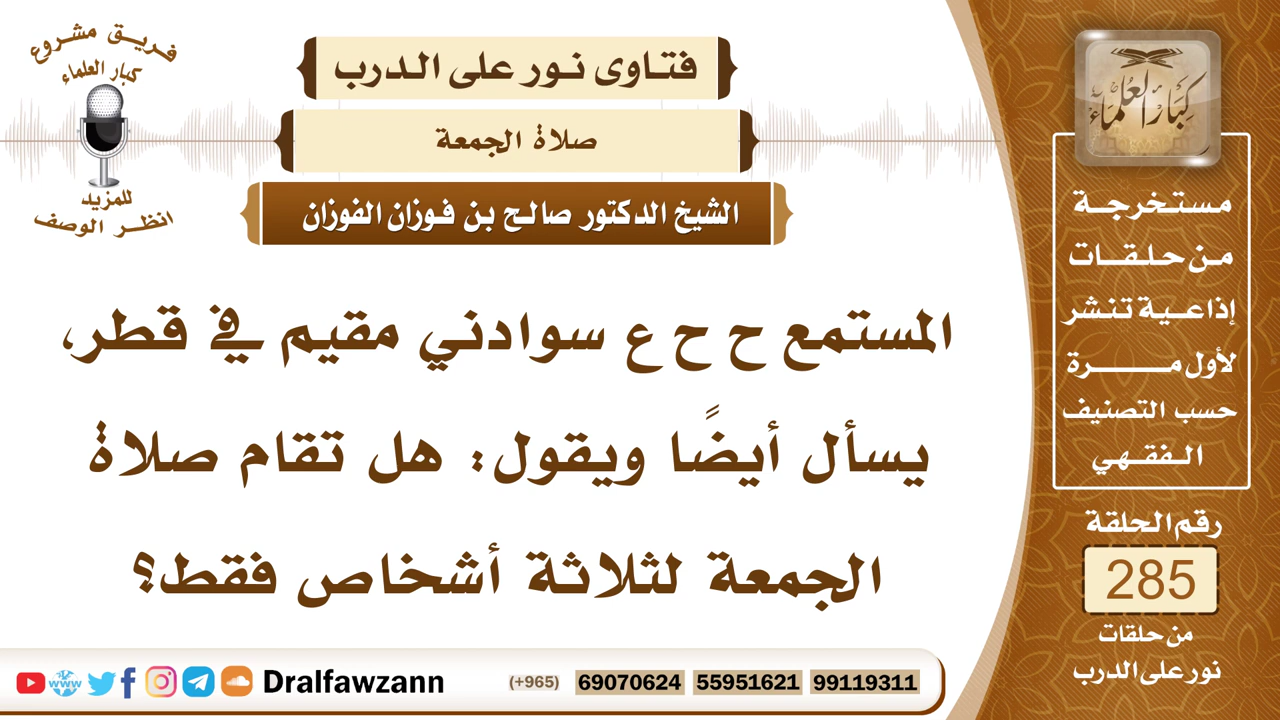 فريق مشروع
كبار العلماء
للمزيد
انظر الوصف
فتاوى نور على الدرب
صلاة الجمعة
الشيخ الدكتور صالح بن فوزان الفوزان
المستمع ح ح ع سوادني مقيم في قطر،
يسأل أيضًا ويقول: هل تقام صلاة
الجمعة لثلاثة أشخاص فقط؟
كبار العلماء
مستخرجة
من حلقات
إذاعية تنشر
لأول مرة
حسب التصنيف
الفقهي
رقم الحلقة
285
من حلقات
نور على الدرب
www Dralfawzann (+965) 69070624 55951621 99119311